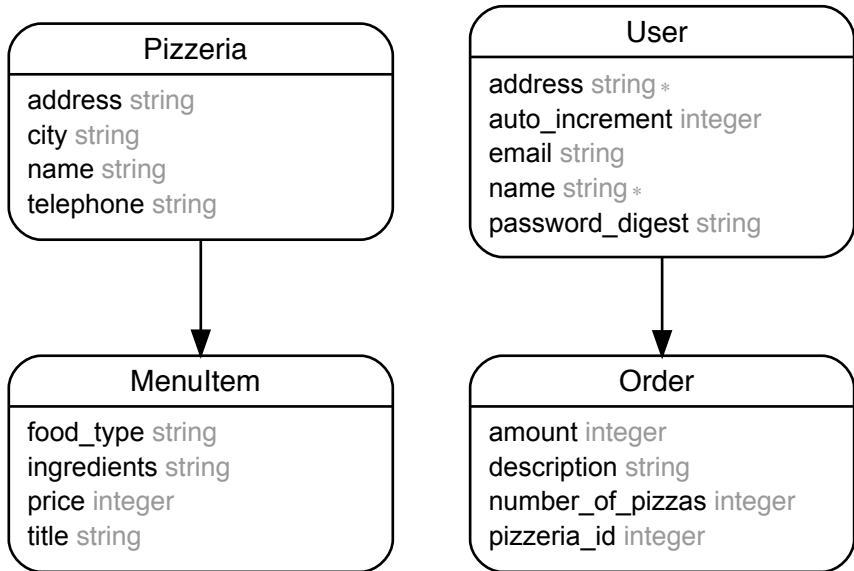 Pizzeria
address string
city string
name string
telephone string
User
address string *
auto_increment integer
email string
name string *
password_digest string
MenuItem
food_type string
ingredients string
price integer
title string
Order
amount integer
description string
number_of_pizzas integer
pizzeria_id integer